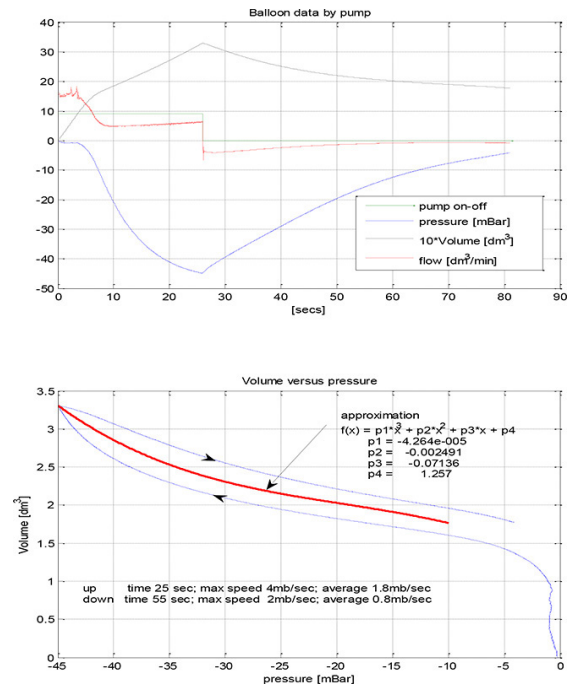 Balloon data by pump
40
30
20
10
0
-10
-20
-30
-40
-50
pump on-off
pressure [mBar]
10*Volume [dm³]
flow [dm³/min]
0 10 20 30 40 50 60 70 80 90
[secs]
Volume versus pressure
3.5
3
2.5
2
1.5
1
0.5
0
Volume [dm³]
approximation
f(x) = p1*x³ + p2*x² + p3*x + p4
p1 = -4.264e-005
p2 = -0.002491
p3 = -0.07136
p4 = 1.257
up time 25 sec; max speed 4mb/sec; average 1.8mb/sec
down time 55 sec; max speed 2mb/sec; average 0.8mb/sec
-45 -40 -35 -30 -25 -20 -15 -10 -5 0
pressure [mBar]